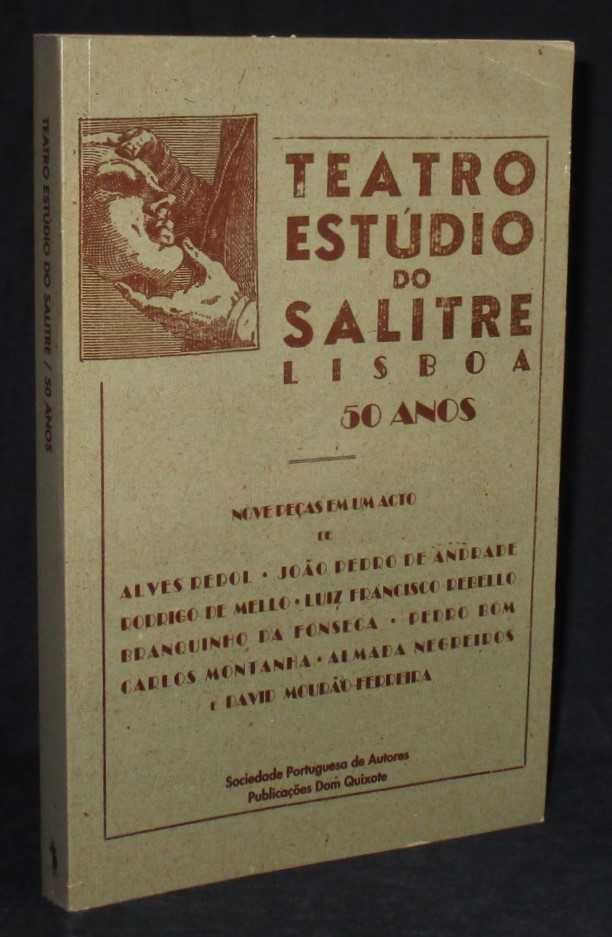 TEATRO ESTÚDIO DO SALITRE / 50 ANOS
TEATRO
ESTÚDIO
DO
SALITRE
LISBOA
50 ANOS
NOVE PEÇAS EM UM ACTO
DE
ALVES REDOL • JOÃO PEDRO DE ANDRADE
RODRIGO DE MELLO • LUIZ FRANCISCO REBELLO
BRANQUINHO DA FONSECA • PEDRO BOM
CARLOS MONTANHA • ALMADA NEGREIROS
E DAVID MOURÃO-FERREIRA
Sociedade Portuguesa de Autores
Publicações Dom Quixote